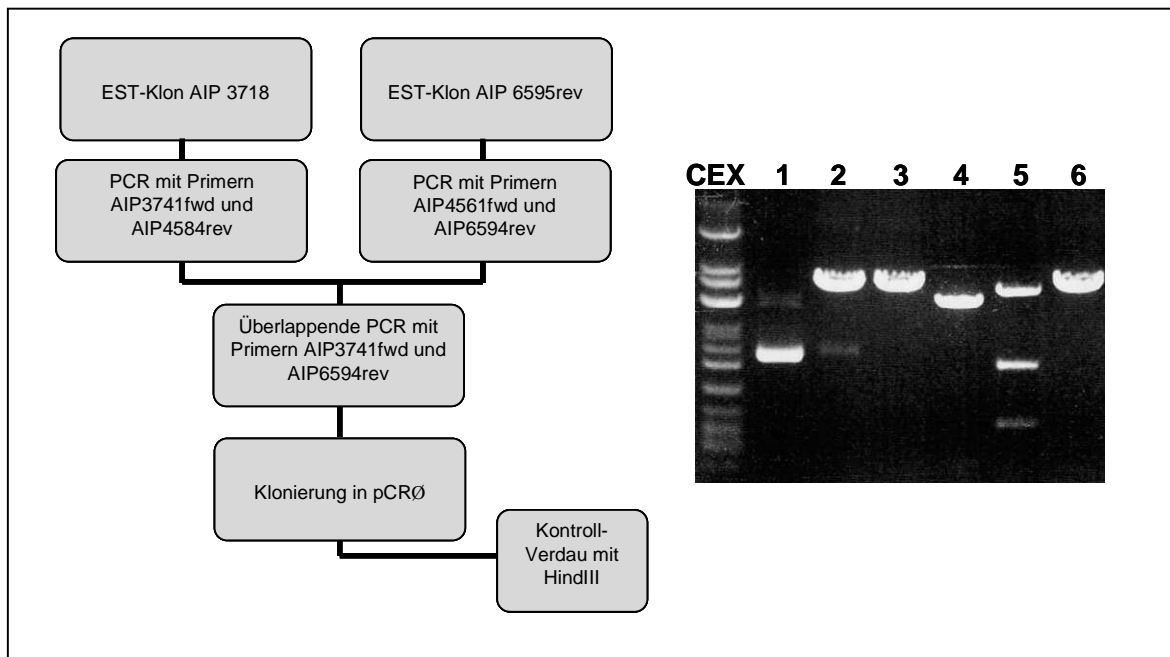 EST-Klon AIP 3718
EST-Klon AIP 6595rev
PCR mit Primern
AIP3741fwd und
AIP4584rev
PCR mit Primern
AIP4561fwd und
AIP6594rev
Überlappende PCR mit
Primern AIP3741fwd und
AIP6594rev
Klonierung in pCRØ
Kontroll-
Verdau mit
HindIII
CEX 1 2 3 4 5 6